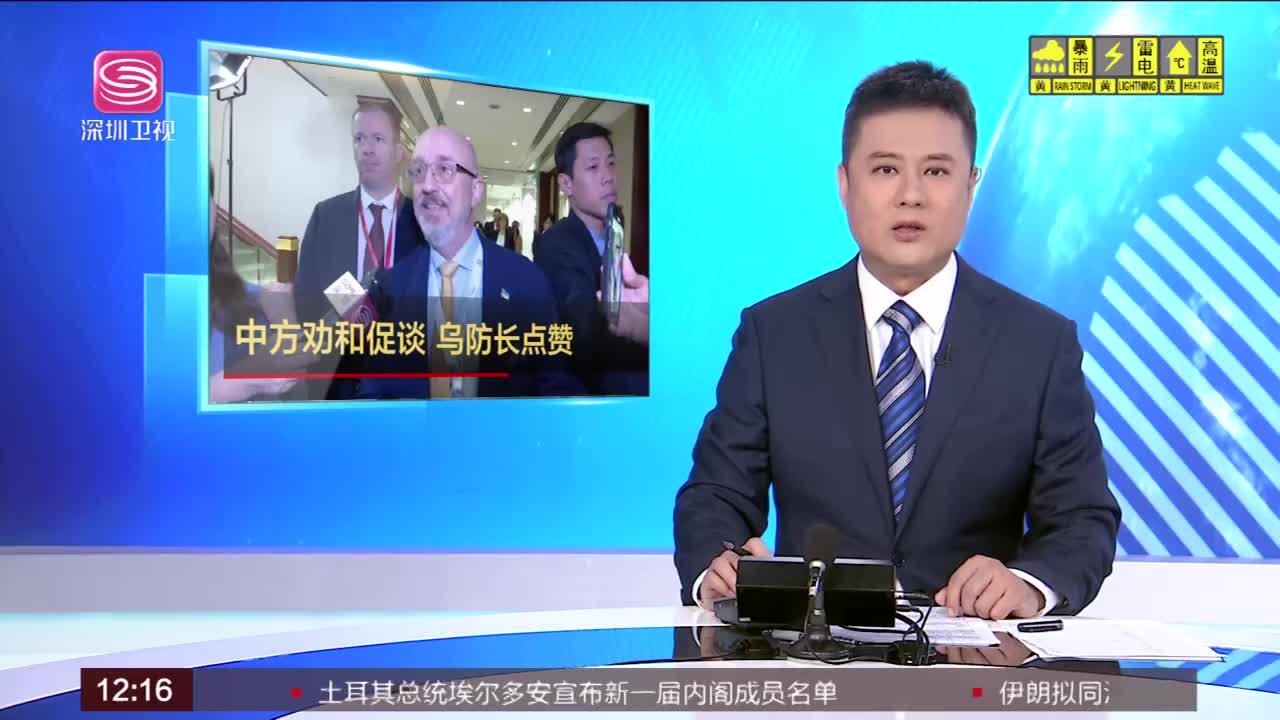 深圳卫视
暴雨
黄 RAIN STORM
雷电
黄 LIGHTNING
℃
高温
黄 HEAT WAVE
中方劝和促谈 乌防长点赞
12:16
土耳其总统埃尔多安宣布新一届内阁成员名单
伊朗拟同